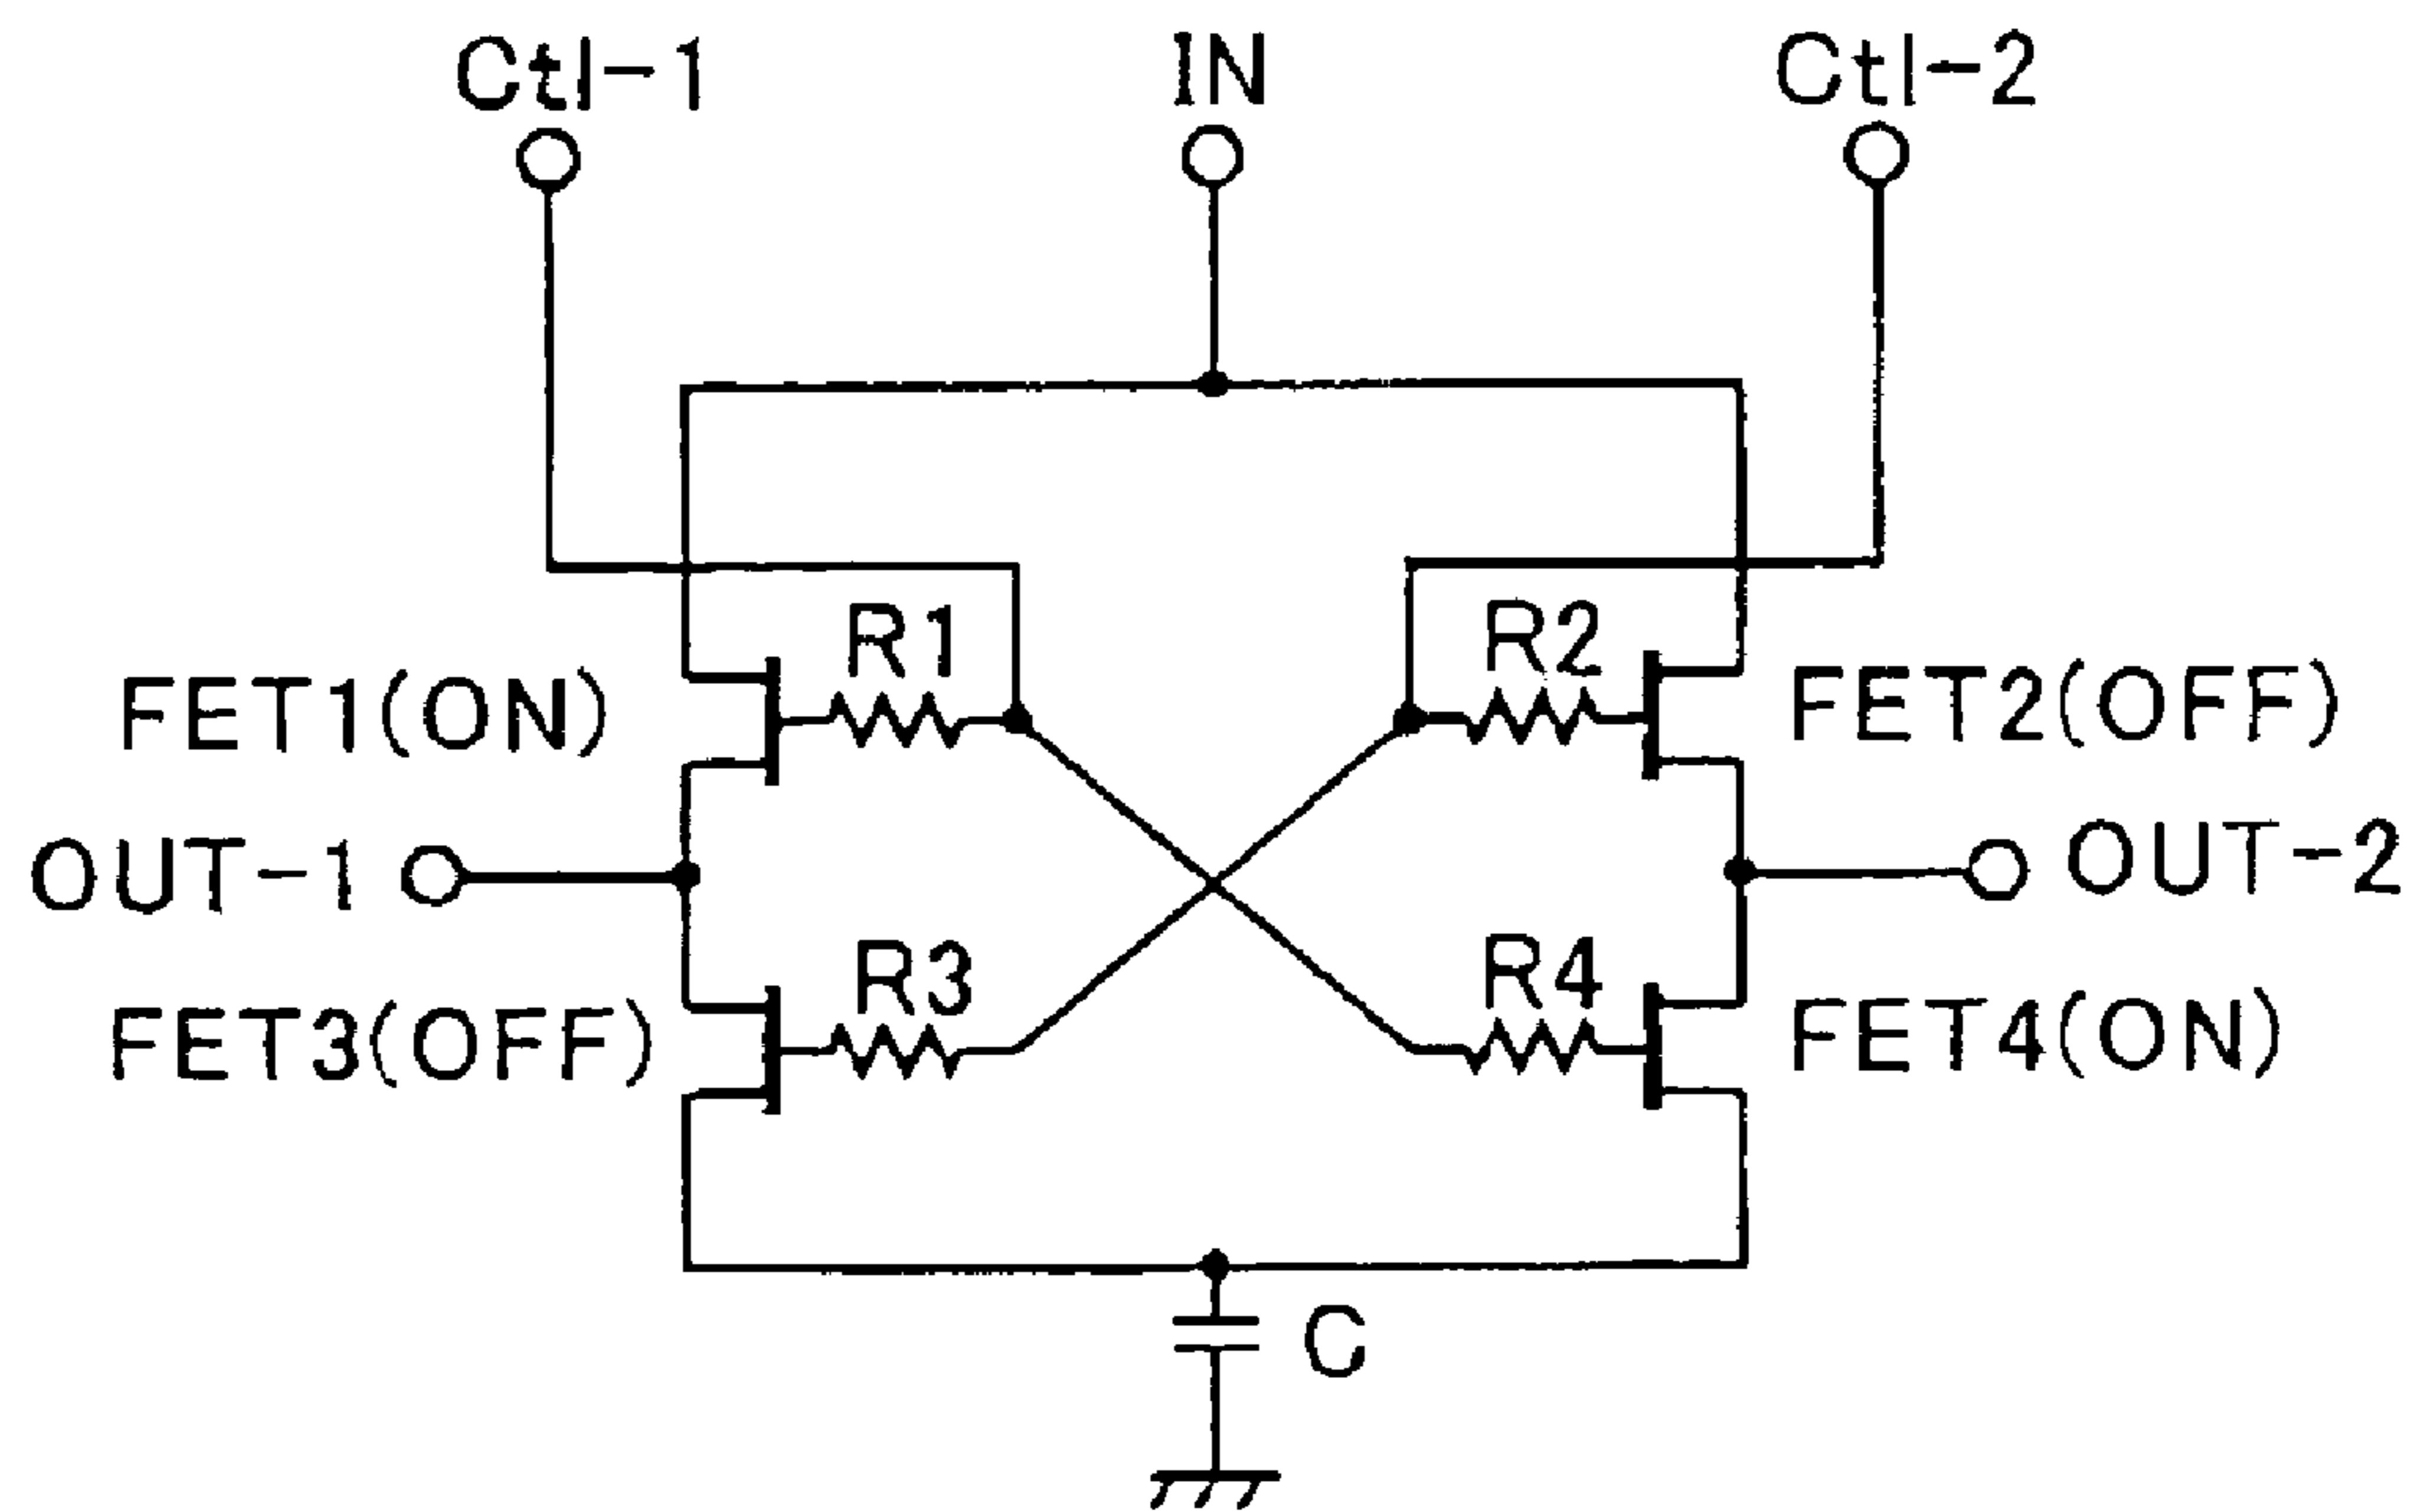 Ctl-1
IN
Ctl-2
R1
R2
FET1(ON)
FET2(OFF)
OUT-1
OUT-2
R3
R4
FET3(OFF)
FET4(ON)
C